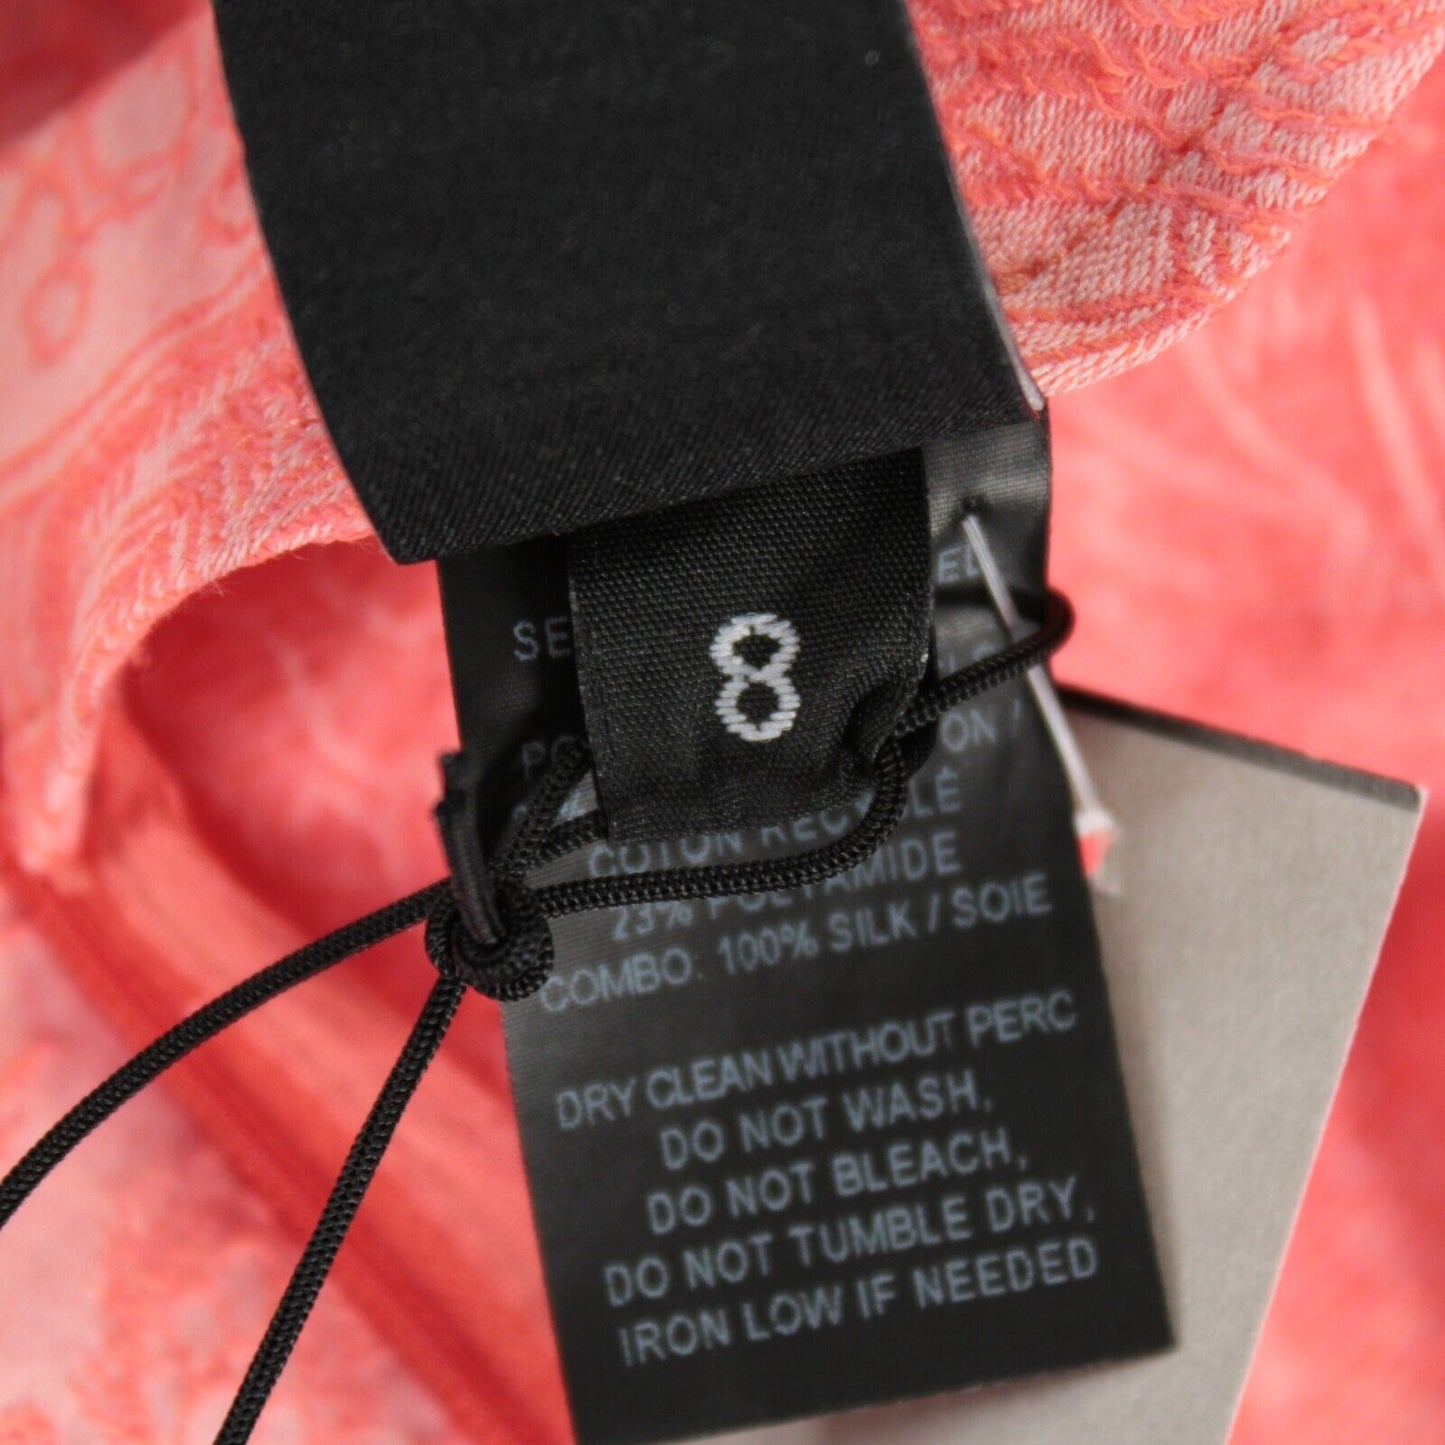 8
COTON RECYCLÉ
23% POLYAMIDE
COMBO: 100% SILK / SOIE
DRY CLEAN WITHOUT PERC
DO NOT WASH,
DO NOT BLEACH,
DO NOT TUMBLE DRY,
IRON LOW IF NEEDED